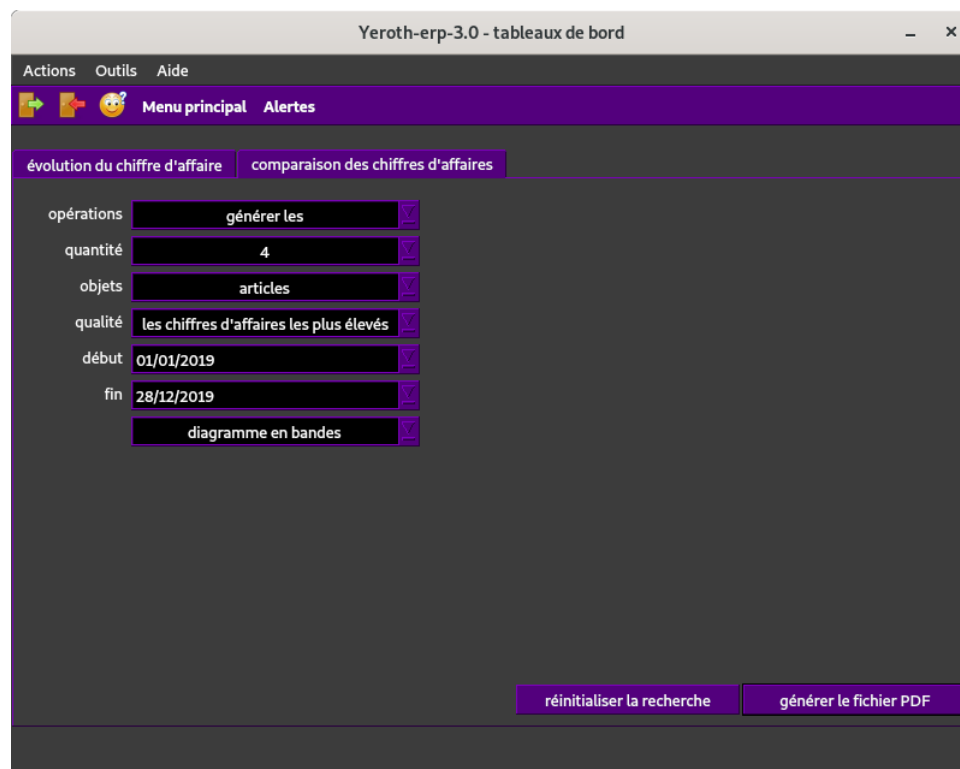 Yeroth-erp-3.0 - tableaux de bord
Actions Outils Aide
Menu principal Alertes
évolution du chiffre d'affaire comparaison des chiffres d'affaires
opérations générer les
quantité 4
objets articles
qualité les chiffres d'affaires les plus élevés
début 01/01/2019
fin 28/12/2019
diagramme en bandes
réinitialiser la recherche générer le fichier PDF